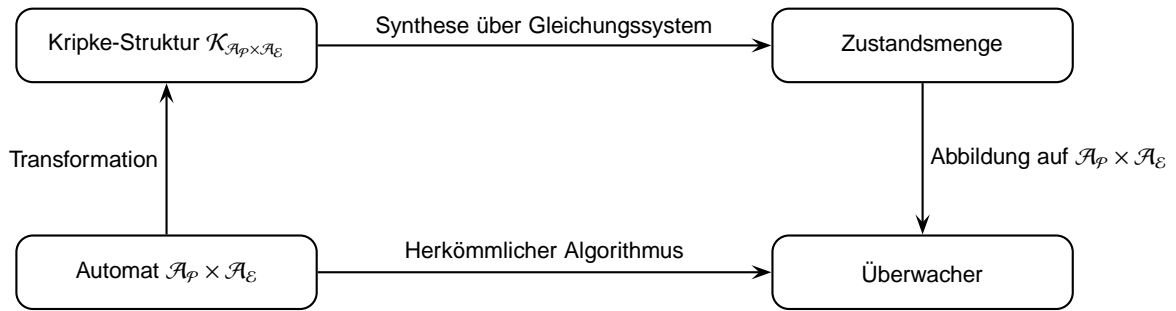 Synthese über Gleichungssystem
Kripke-Struktur 𝒦_{𝒜_𝒫×𝒜_ℰ}
Zustandsmenge
Transformation
Abbildung auf 𝒜_𝒫 × 𝒜_ℰ
Herkömmlicher Algorithmus
Automat 𝒜_𝒫 × 𝒜_ℰ
Überwacher